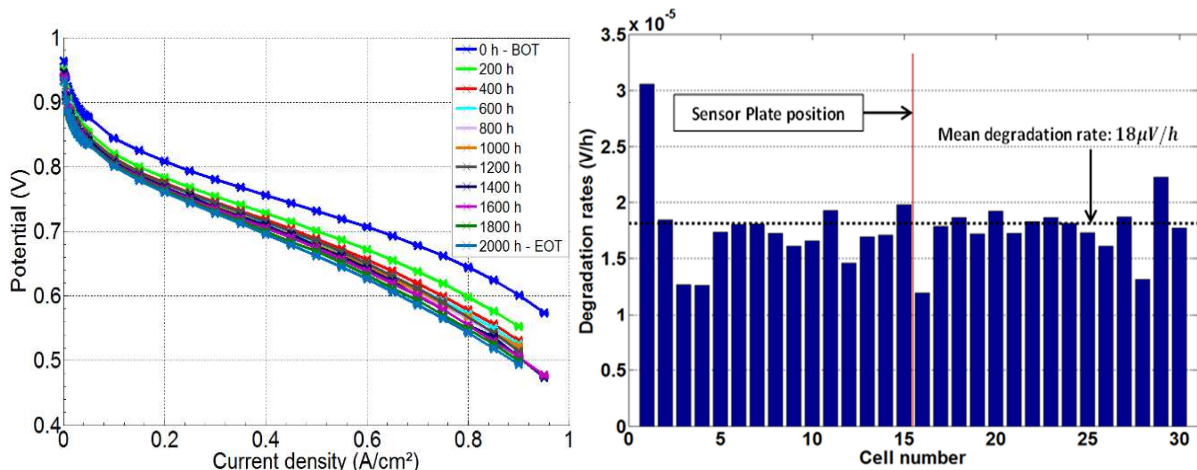 1
0.9
0.8
0.7
0.6
0.5
0.4
Potential (V)
0
0.2
0.4
0.6
0.8
1
Current density (A/cm²)
0 h - BOT
200 h
400 h
600 h
800 h
1000 h
1200 h
1400 h
1600 h
1800 h
2000 h - EOT
x 10⁻⁵
3.5
3
2.5
2
1.5
1
0.5
0
Degradation rates (V/h)
Sensor Plate position
Mean degradation rate: 18μV/h
0
5
10
15
20
25
30
Cell number